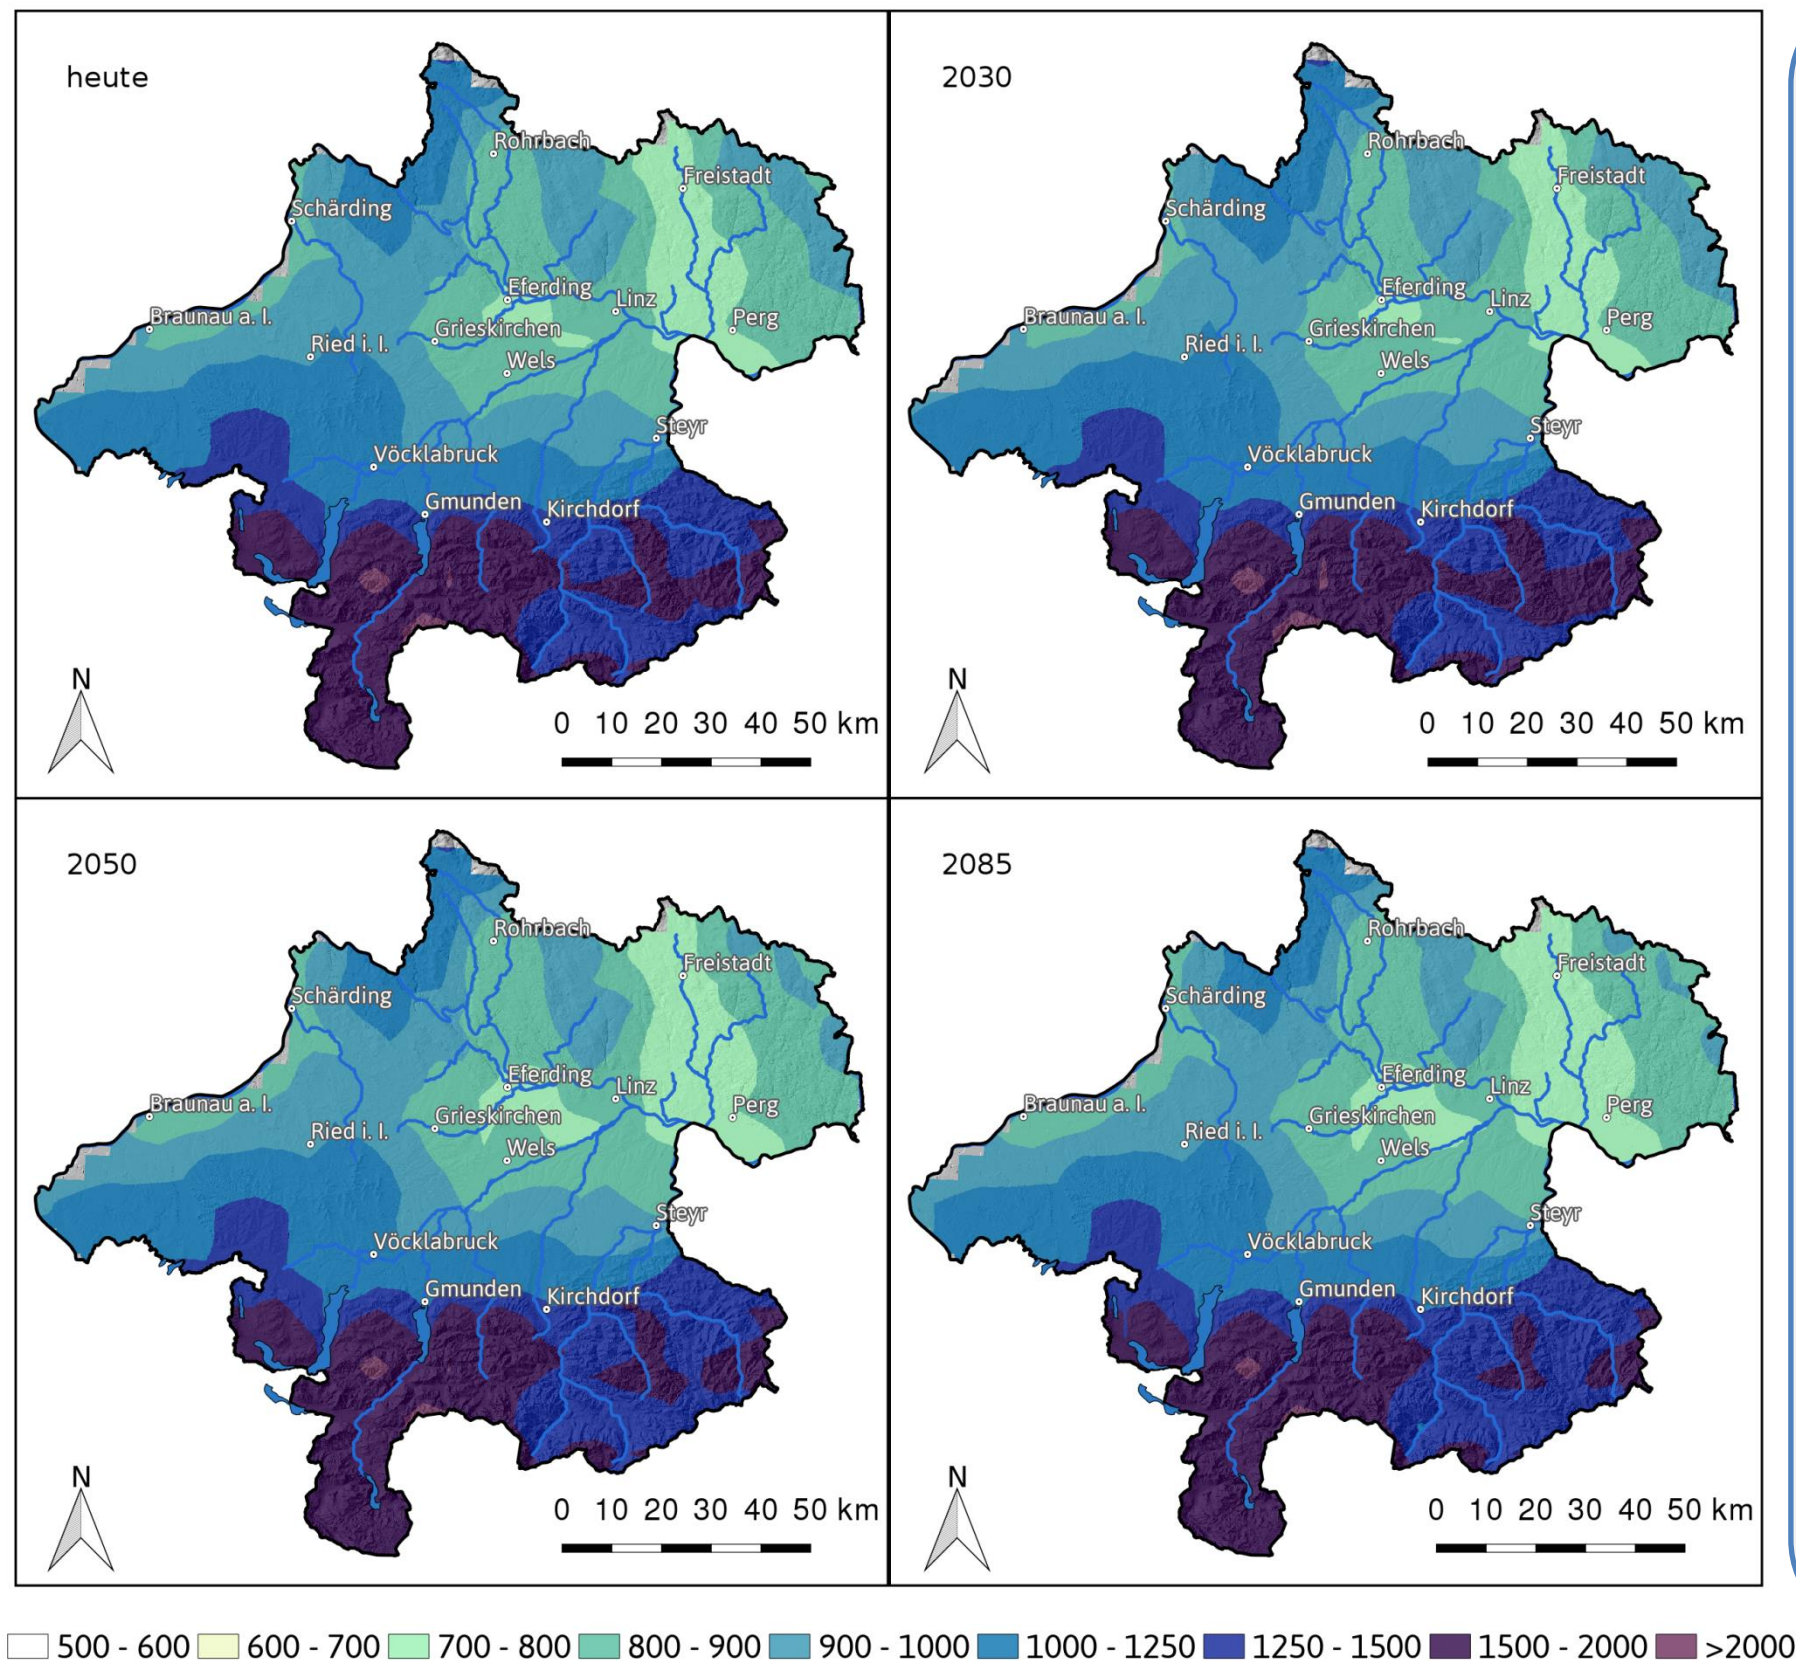 heute
Rohrbach
Freistadt
Schärding
Eferding
Linz
Braunau a. I.
Grieskirchen
Perg
Ried i. I.
Wels
Steyr
Vöcklabruck
Gmunden
Kirchdorf
N
0 10 20 30 40 50 km
2030
Rohrbach
Freistadt
Schärding
Eferding
Linz
Braunau a. I.
Grieskirchen
Perg
Ried i. I.
Wels
Steyr
Vöcklabruck
Gmunden
Kirchdorf
N
0 10 20 30 40 50 km
2050
Rohrbach
Freistadt
Schärding
Eferding
Linz
Braunau a. I.
Grieskirchen
Perg
Ried i. I.
Wels
Steyr
Vöcklabruck
Gmunden
Kirchdorf
N
0 10 20 30 40 50 km
2085
Rohrbach
Freistadt
Schärding
Eferding
Linz
Braunau a. I.
Grieskirchen
Perg
Ried i. I.
Wels
Steyr
Vöcklabruck
Gmunden
Kirchdorf
N
0 10 20 30 40 50 km
500 - 600 600 - 700 700 - 800 800 - 900 900 - 1000 1000 - 1250 1250 - 1500 1500 - 2000 >2000